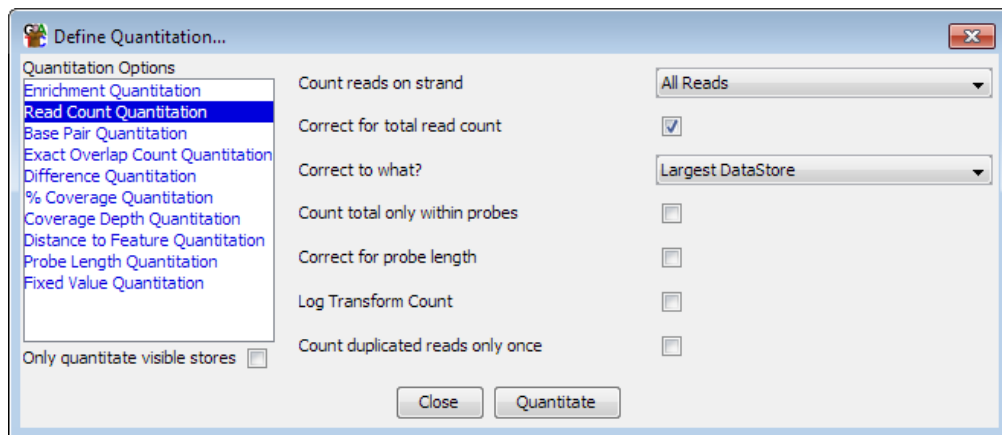 Define Quantitation...
Quantitation Options
Enrichment Quantitation
Read Count Quantitation
Base Pair Quantitation
Exact Overlap Count Quantitation
Difference Quantitation
% Coverage Quantitation
Coverage Depth Quantitation
Distance to Feature Quantitation
Probe Length Quantitation
Fixed Value Quantitation
Only quantitate visible stores
Count reads on strand All Reads
Correct for total read count
Correct to what? Largest DataStore
Count total only within probes
Correct for probe length
Log Transform Count
Count duplicated reads only once
Close Quantitate